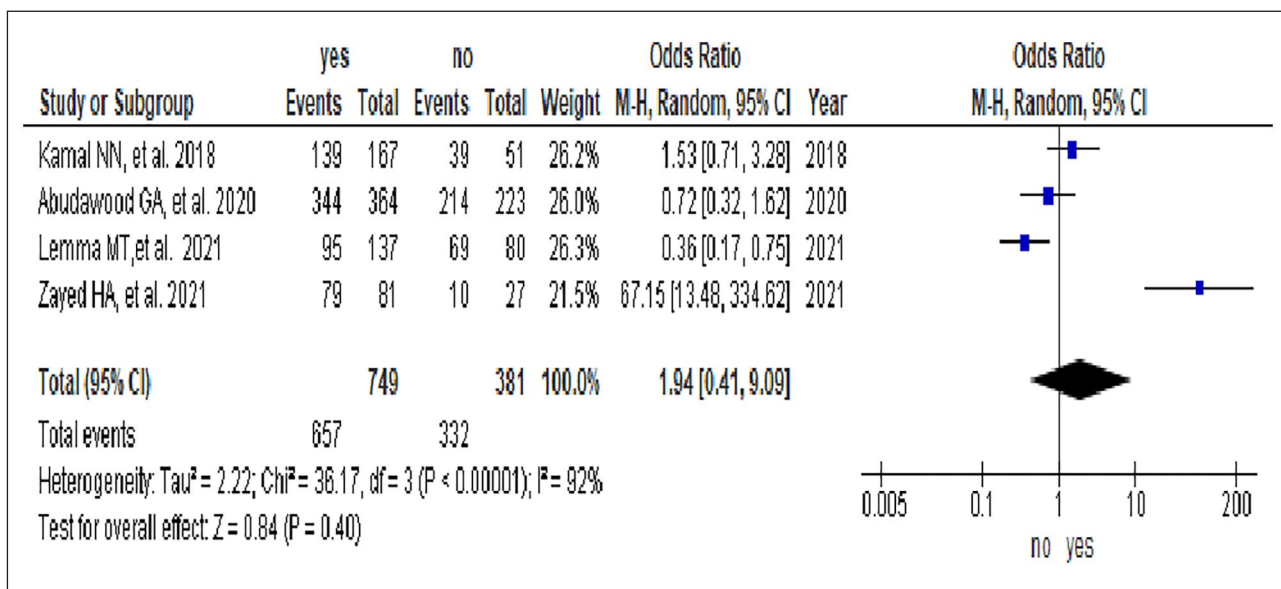 yes no Odds Ratio Odds Ratio
Study or Subgroup Events Total Events Total Weight M-H, Random, 95% CI Year M-H, Random, 95% CI
Kamal NN, et al. 2018 139 167 39 51 26.2% 1.53 [0.71, 3.28] 2018
Abudawood GA, et al. 2020 344 364 214 223 26.0% 0.72 [0.32, 1.62] 2020
Lemma MT,et al. 2021 95 137 69 80 26.3% 0.36 [0.17, 0.75] 2021
Zayed HA, et al. 2021 79 81 10 27 21.5% 67.15 [13.48, 334.62] 2021
Total (95% CI) 749 381 100.0% 1.94 [0.41, 9.09]
Total events 657 332
Heterogeneity: Tau² = 2.22; Chi² = 36.17, df = 3 (P < 0.00001); I² = 92%
Test for overall effect: Z = 0.84 (P = 0.40)
0.005 0.1 1 10 200
no yes